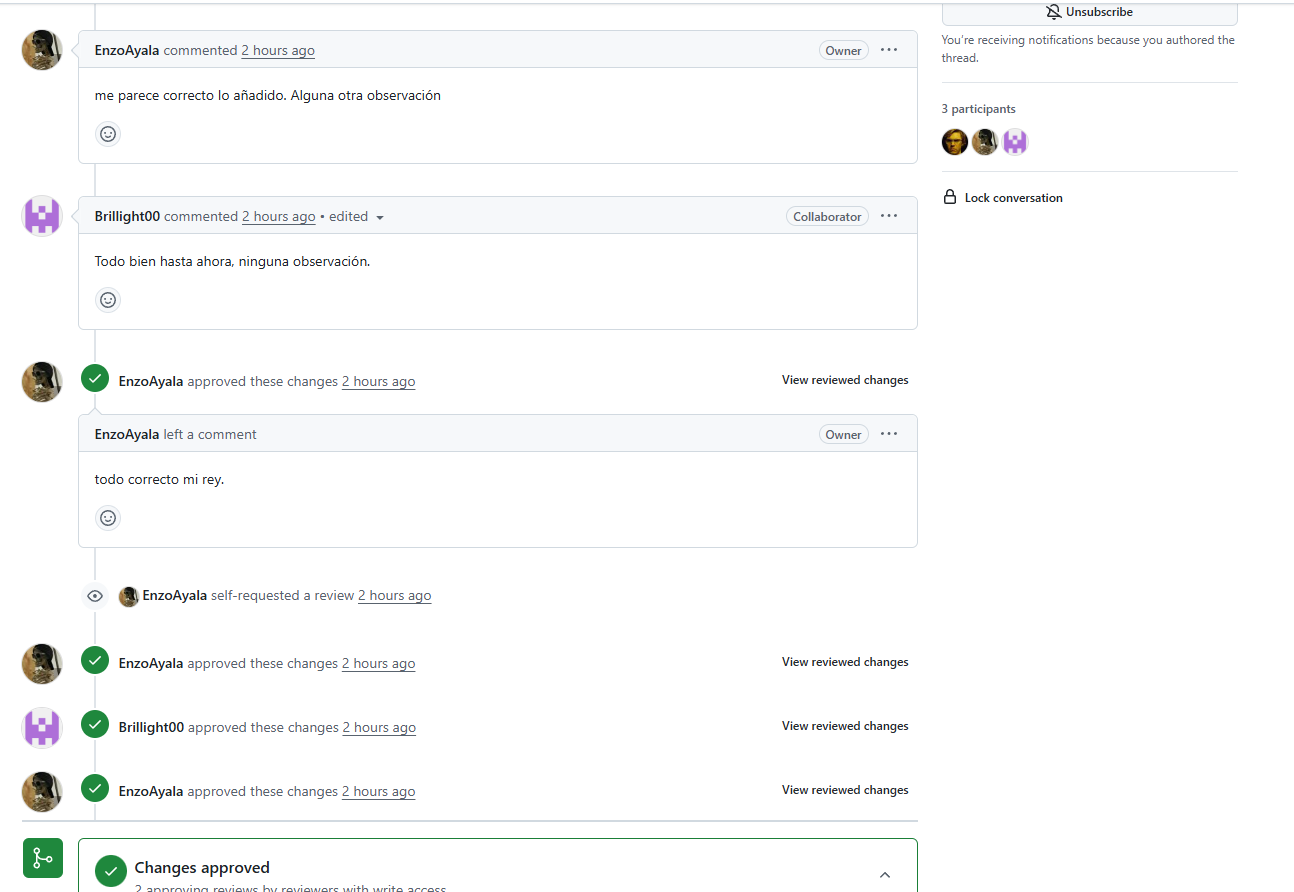 Unsubscribe
You're receiving notifications because you authored the
thread.
3 participants
Lock conversation
EnzoAyala commented 2 hours ago
Owner
me parece correcto lo añadido. Alguna otra observación
Brillight00 commented 2 hours ago • edited
Collaborator
Todo bien hasta ahora, ninguna observación.
EnzoAyala approved these changes 2 hours ago
View reviewed changes
EnzoAyala left a comment
Owner
todo correcto mi rey.
EnzoAyala self-requested a review 2 hours ago
EnzoAyala approved these changes 2 hours ago
View reviewed changes
Brillight00 approved these changes 2 hours ago
View reviewed changes
EnzoAyala approved these changes 2 hours ago
View reviewed changes
Changes approved
2 approving reviews by reviewers with write access